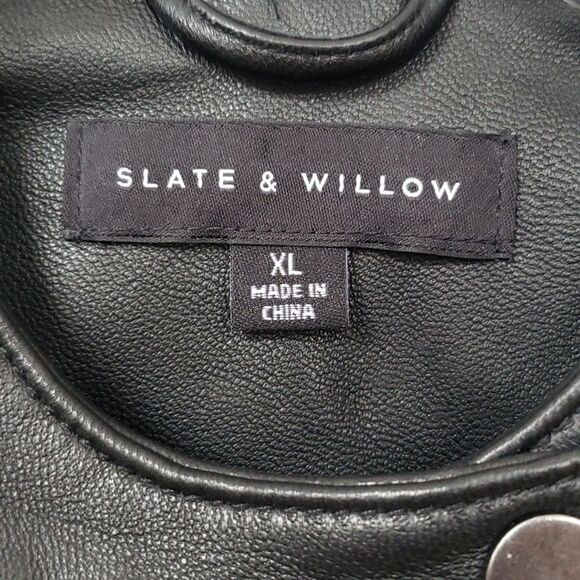 SLATE & WILLOW
XL
MADE IN
CHINA